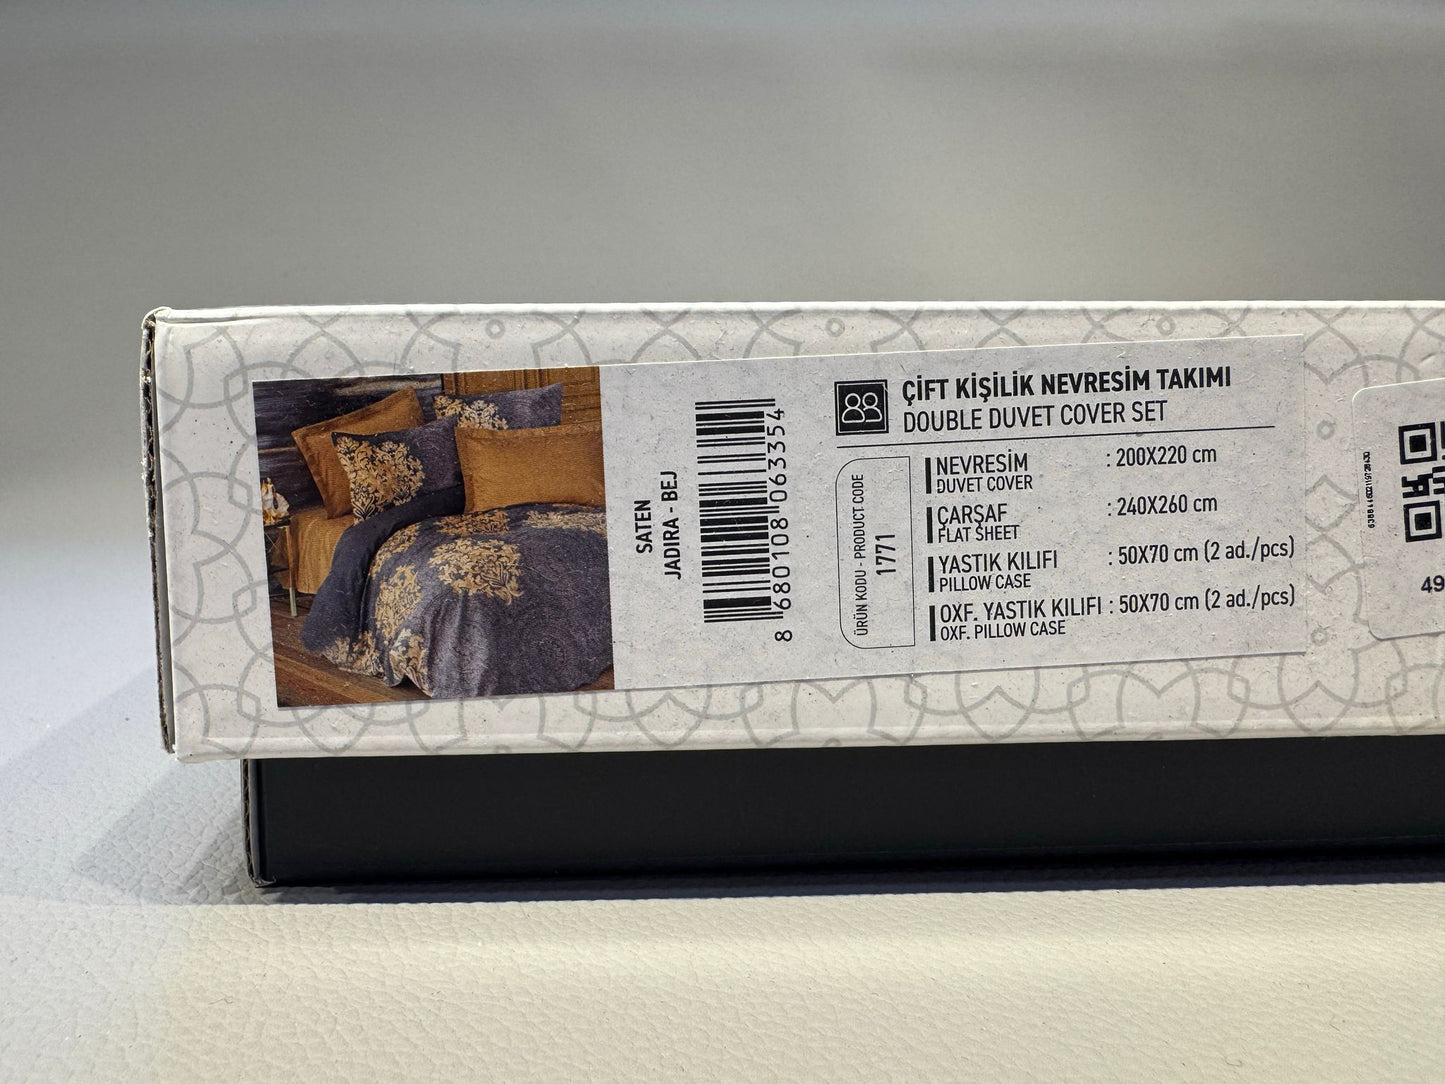 SATEN
JADIRA - BEJ
8 680108 063354
ÇİFT KİŞİLİK NEVRESİM TAKIMI
DOUBLE DUVET COVER SET
ÜRÜN KODU - PRODUCT CODE
1771
NEVRESİM : 200X220 cm
DUVET COVER
ÇARŞAF : 240X260 cm
FLAT SHEET
YASTIK KILIFI : 50X70 cm (2 ad./pcs)
PILLOW CASE
OXF. YASTIK KILIFI : 50X70 cm (2 ad./pcs)
OXF. PILLOW CASE
49